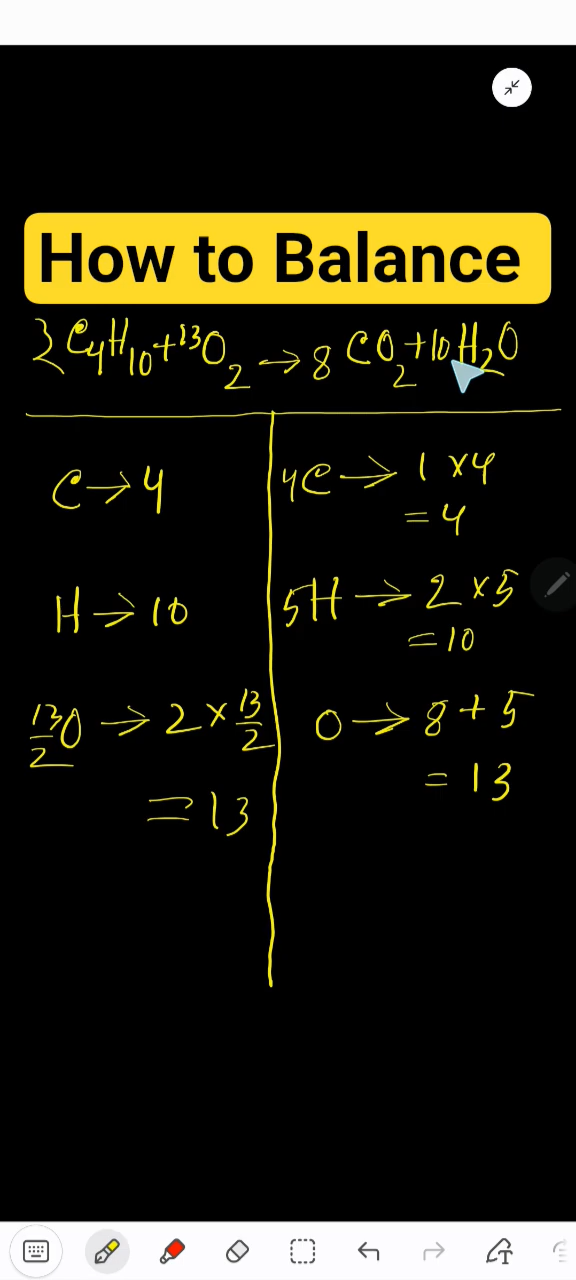 How to Balance
2C₄H₁₀+13O₂→8CO₂+10H₂O
C→4
4C→1×4
=4
H→10
5H→2×5
=10
13/2O→2×13/2
=13
O→8+5
=13